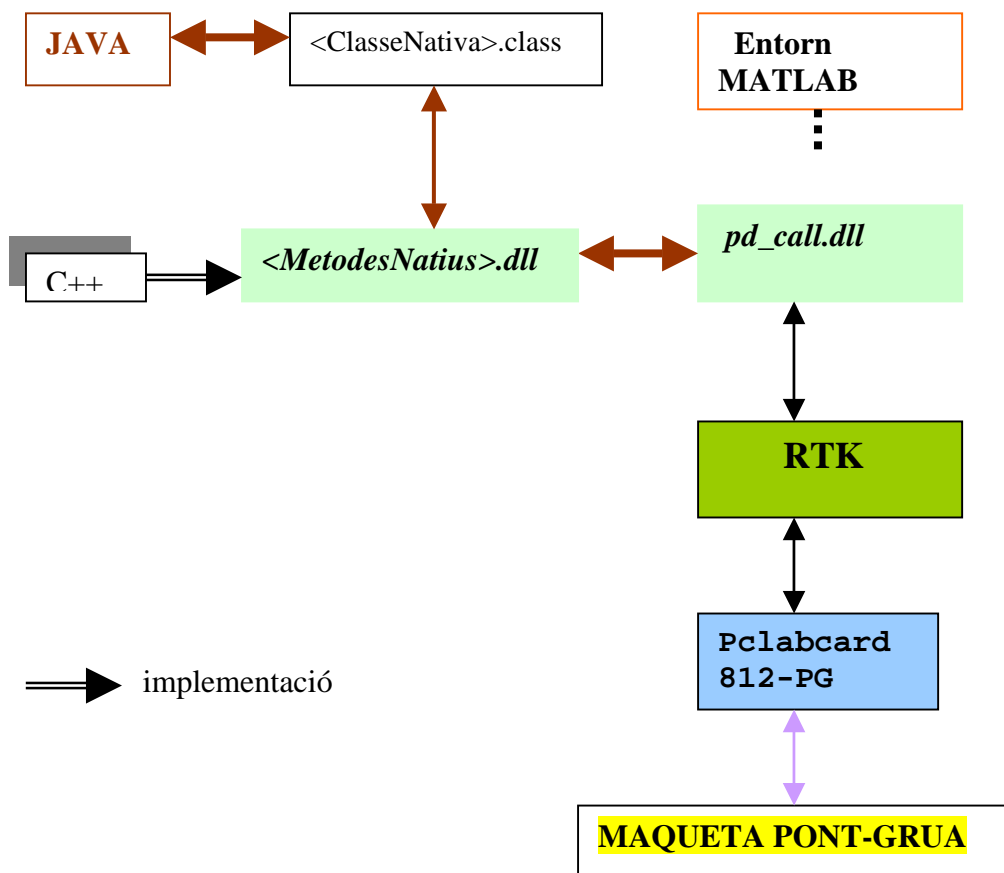 JAVA
<ClasseNativa>.class
Entorn
MATLAB
C++
<MetodesNatius>.dll
pd_call.dll
RTK
Pclabcard
812-PG
implementació
MAQUETA PONT-GRUA